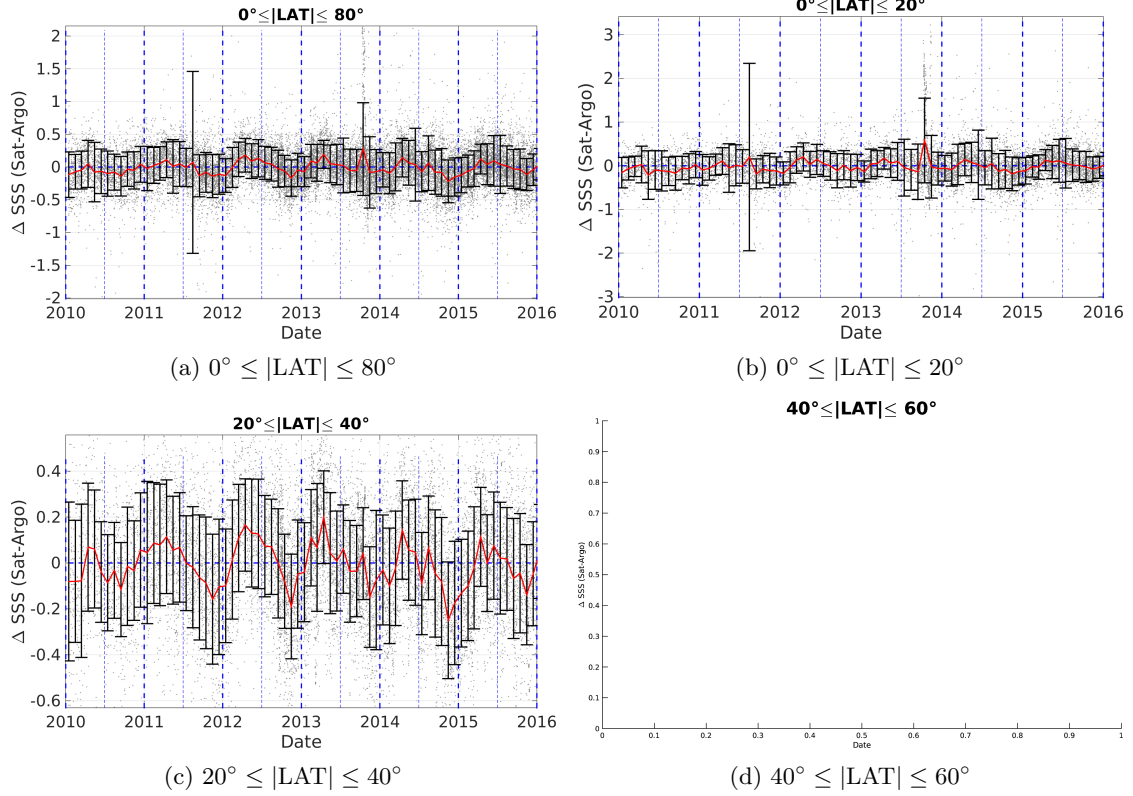 0°≤|LAT|≤ 80°
2
1.5
1
0.5
0
-0.5
-1
-1.5
-2
Δ SSS (Sat-Argo)
2010 2011 2012 2013 2014 2015 2016
Date
(a) 0° ≤ |LAT| ≤ 80°
0°≤|LAT|≤ 20°
3
2
1
0
-1
-2
-3
Δ SSS (Sat-Argo)
2010 2011 2012 2013 2014 2015 2016
Date
(b) 0° ≤ |LAT| ≤ 20°
20°≤|LAT|≤ 40°
0.4
0.2
0
-0.2
-0.4
-0.6
Δ SSS (Sat-Argo)
2010 2011 2012 2013 2014 2015 2016
Date
(c) 20° ≤ |LAT| ≤ 40°
40°≤|LAT|≤ 60°
1
0.9
0.8
0.7
0.6
0.5
0.4
0.3
0.2
0.1
0
Δ SSS (Sat-Argo)
0 0.1 0.2 0.3 0.4 0.5 0.6 0.7 0.8 0.9 1
Date
(d) 40° ≤ |LAT| ≤ 60°